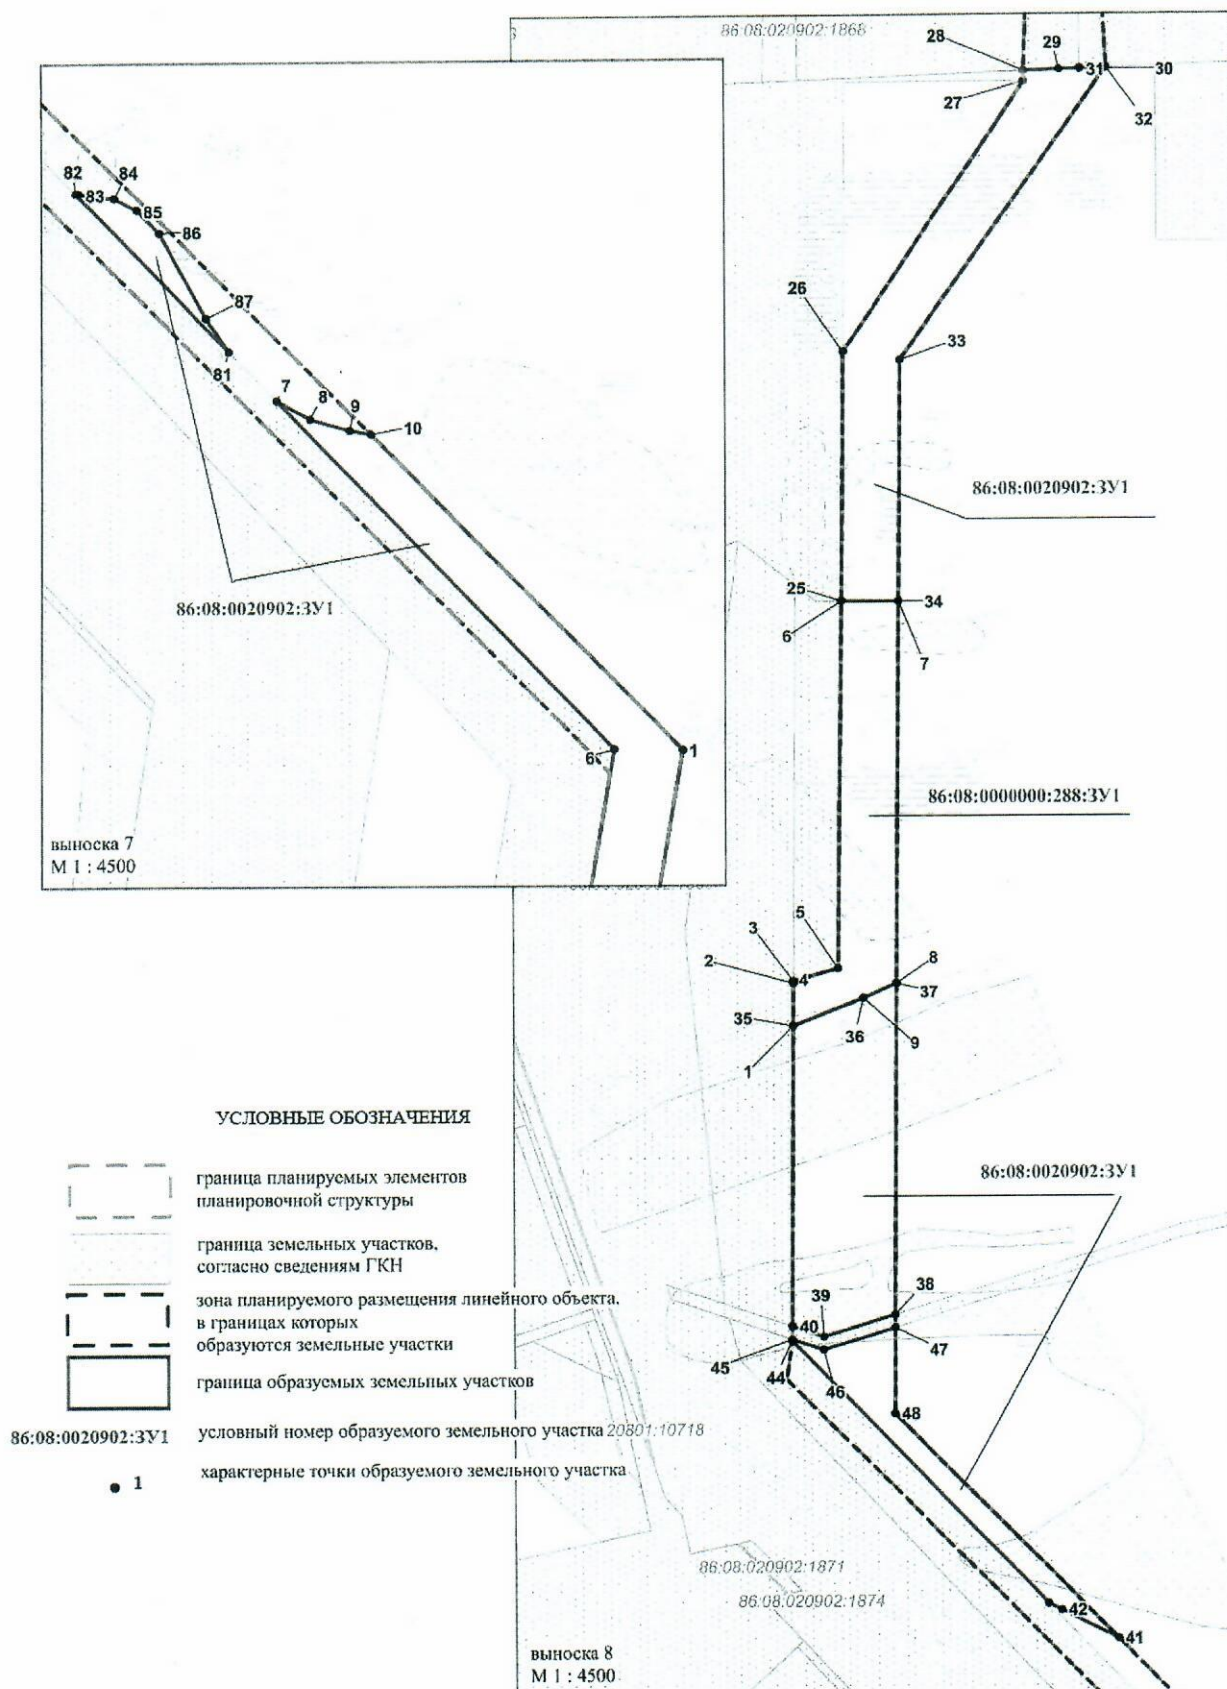 86:08:020902:1868
28
29
31
30
27
32
82
83
84
85
86
87
81
7
8
9
10
26
33
86:08:0020902:ЗУ1
25
34
6
7
86:08:0020902:ЗУ1
6
1
86:08:0000000:288:ЗУ1
выноска 7
М 1 : 4500
3
5
2
4
8
37
35
36
9
1
УСЛОВНЫЕ ОБОЗНАЧЕНИЯ
граница планируемых элементов
планировочной структуры
86:08:0020902:ЗУ1
граница земельных участков,
согласно сведениям ГКН
зона планируемого размещения линейного объекта,
в границах которых
образуются земельные участки
38
39
40
45
47
44
46
граница образуемых земельных участков
48
86:08:0020902:ЗУ1
условный номер образуемого земельного участка
20801:10718
1
характерные точки образуемого земельного участка
86:08:020902:1871
86:08:020902:1874
42
41
выноска 8
М 1 : 4500